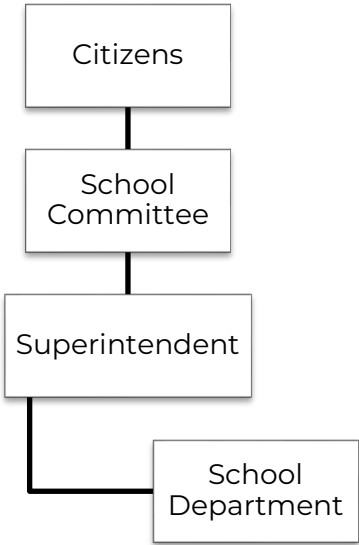 Citizens
School
Committee
Superintendent
School
Department